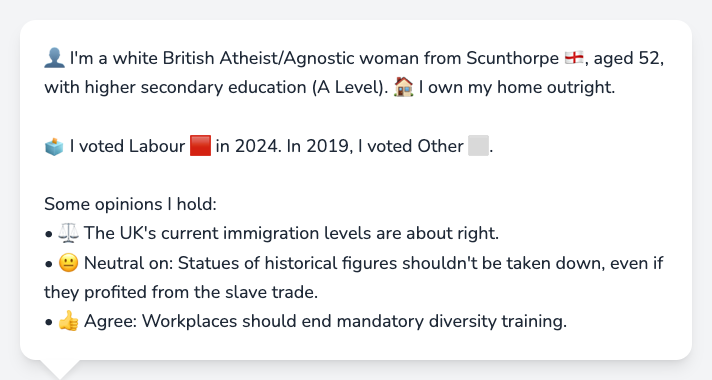 👤 I'm a white British Atheist/Agnostic woman from Scunthorpe 🏴󠁧󠁢󠁥󠁮󠁧󠁿, aged 52,
with higher secondary education (A Level). 🏠 I own my home outright.
🗳️ I voted Labour 🟥 in 2024. In 2019, I voted Other ⬜.
Some opinions I hold:
• ⚖️ The UK's current immigration levels are about right.
• 😐 Neutral on: Statues of historical figures shouldn't be taken down, even if
they profited from the slave trade.
• 👍 Agree: Workplaces should end mandatory diversity training.